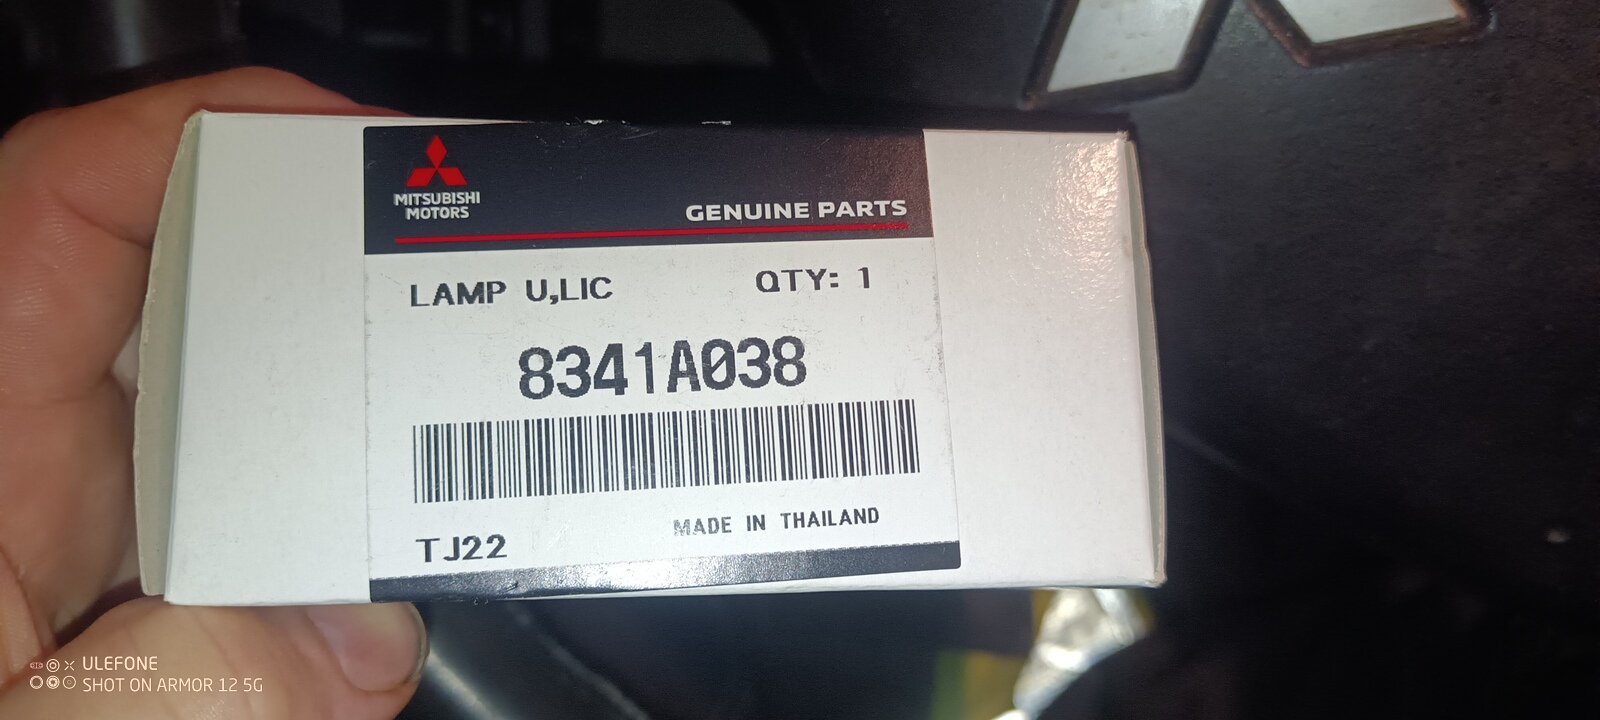 MITSUBISHI
MOTORS
GENUINE PARTS
LAMP U,LIC QTY: 1
8341A038
MADE IN THAILAND
TJ22
ULEFONE
SHOT ON ARMOR 12 5G